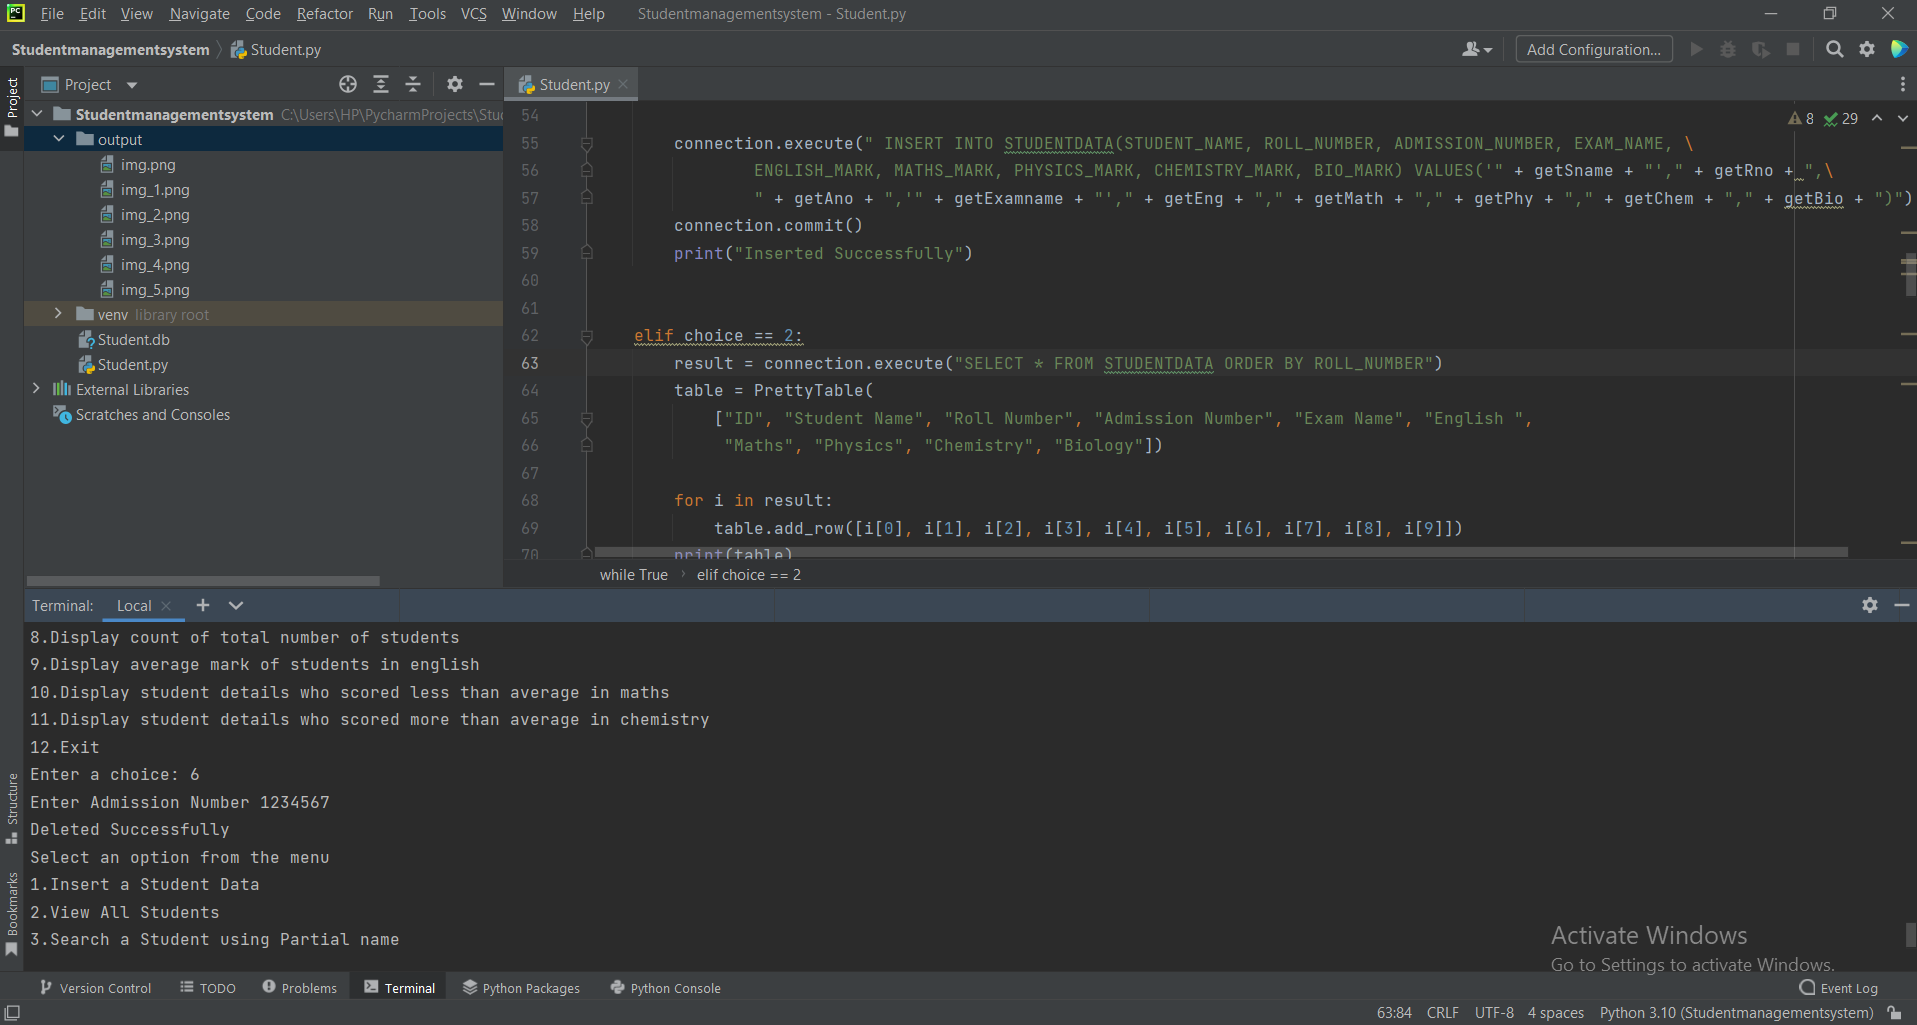 PC File Edit View Navigate Code Refactor Run Tools VCS Window Help Studentmanagementsystem - Student.py
Studentmanagementsystem Student.py Add Configuration...
Project
Project
Student.py
Studentmanagementsystem C:\Users\HP\PycharmProjects\Stu
output
img.png
img_1.png
img_2.png
img_3.png
img_4.png
img_5.png
venv library root
Student.db
Student.py
External Libraries
Scratches and Consoles
8 29
54
55 connection.execute(" INSERT INTO STUDENTDATA(STUDENT_NAME, ROLL_NUMBER, ADMISSION_NUMBER, EXAM_NAME, \
56 ENGLISH_MARK, MATHS_MARK, PHYSICS_MARK, CHEMISTRY_MARK, BIO_MARK) VALUES('" + getSname + "'," + getRno + ",\
57 " + getAno + ",'" + getExamname + "'," + getEng + "," + getMath + "," + getPhy + "," + getChem + "," + getBio + ")")
58 connection.commit()
59 print("Inserted Successfully")
60
61
62 elif choice == 2:
63 result = connection.execute("SELECT * FROM STUDENTDATA ORDER BY ROLL_NUMBER")
64 table = PrettyTable(
65 ["ID", "Student Name", "Roll Number", "Admission Number", "Exam Name", "English ",
66 "Maths", "Physics", "Chemistry", "Biology"])
67
68 for i in result:
69 table.add_row([i[0], i[1], i[2], i[3], i[4], i[5], i[6], i[7], i[8], i[9]])
70 print(table)
while True elif choice == 2
Terminal: Local
8.Display count of total number of students
9.Display average mark of students in english
10.Display student details who scored less than average in maths
11.Display student details who scored more than average in chemistry
12.Exit
Enter a choice: 6
Enter Admission Number 1234567
Deleted Successfully
Select an option from the menu
1.Insert a Student Data
2.View All Students
3.Search a Student using Partial name
Structure
Bookmarks
Activate Windows
Go to Settings to activate Windows.
Version Control TODO Problems Terminal Python Packages Python Console Event Log
63:84 CRLF UTF-8 4 spaces Python 3.10 (Studentmanagementsystem)